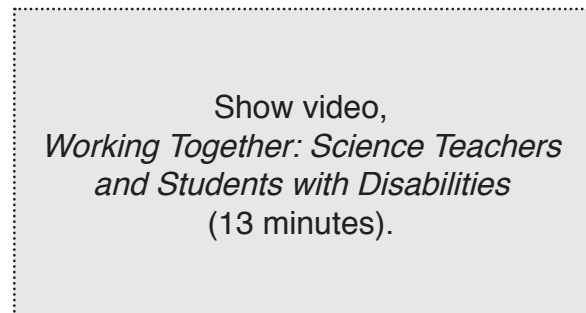 Show video,
Working Together: Science Teachers
and Students with Disabilities
(13 minutes).